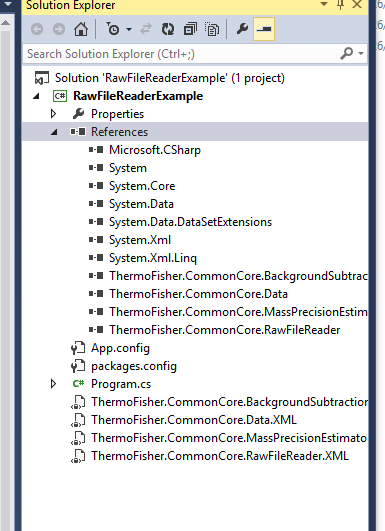 Solution Explorer
Search Solution Explorer (Ctrl+;)
Solution 'RawFileReaderExample' (1 project)
C# RawFileReaderExample
Properties
References
Microsoft.CSharp
System
System.Core
System.Data
System.Data.DataSetExtensions
System.Xml
System.Xml.Linq
ThermoFisher.CommonCore.BackgroundSubtrac
ThermoFisher.CommonCore.Data
ThermoFisher.CommonCore.MassPrecisionEstim
ThermoFisher.CommonCore.RawFileReader
App.config
packages.config
C# Program.cs
ThermoFisher.CommonCore.BackgroundSubtraction
ThermoFisher.CommonCore.Data.XML
ThermoFisher.CommonCore.MassPrecisionEstimato
ThermoFisher.CommonCore.RawFileReader.XML